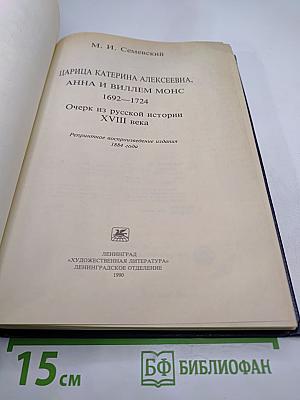 М. И. Семевский
ЦАРИЦА КАТЕРИНА АЛЕКСЕЕВНА,
АННА И ВИЛЛЕМ МОНС
1692—1724
Очерк из русской истории
XVIII века
Репринтное воспроизведение издания
1884 года
ЛЕНИНГРАД
«ХУДОЖЕСТВЕННАЯ ЛИТЕРАТУРА»
ЛЕНИНГРАДСКОЕ ОТДЕЛЕНИЕ
1990
15 см
БФ БИБЛИОФАН